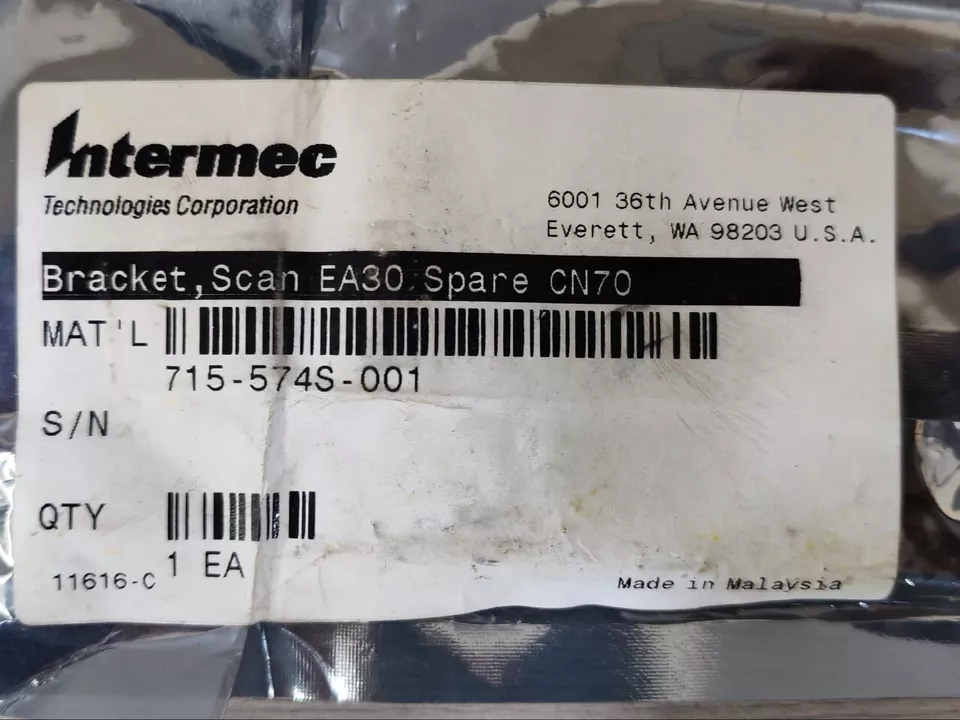 Intermec
Technologies Corporation
6001 36th Avenue West
Everett, WA 98203 U.S.A.
Bracket,Scan EA30 Spare CN70
MAT'L
715-574S-001
S/N
QTY
1 EA
11616-C
Made in Malaysia